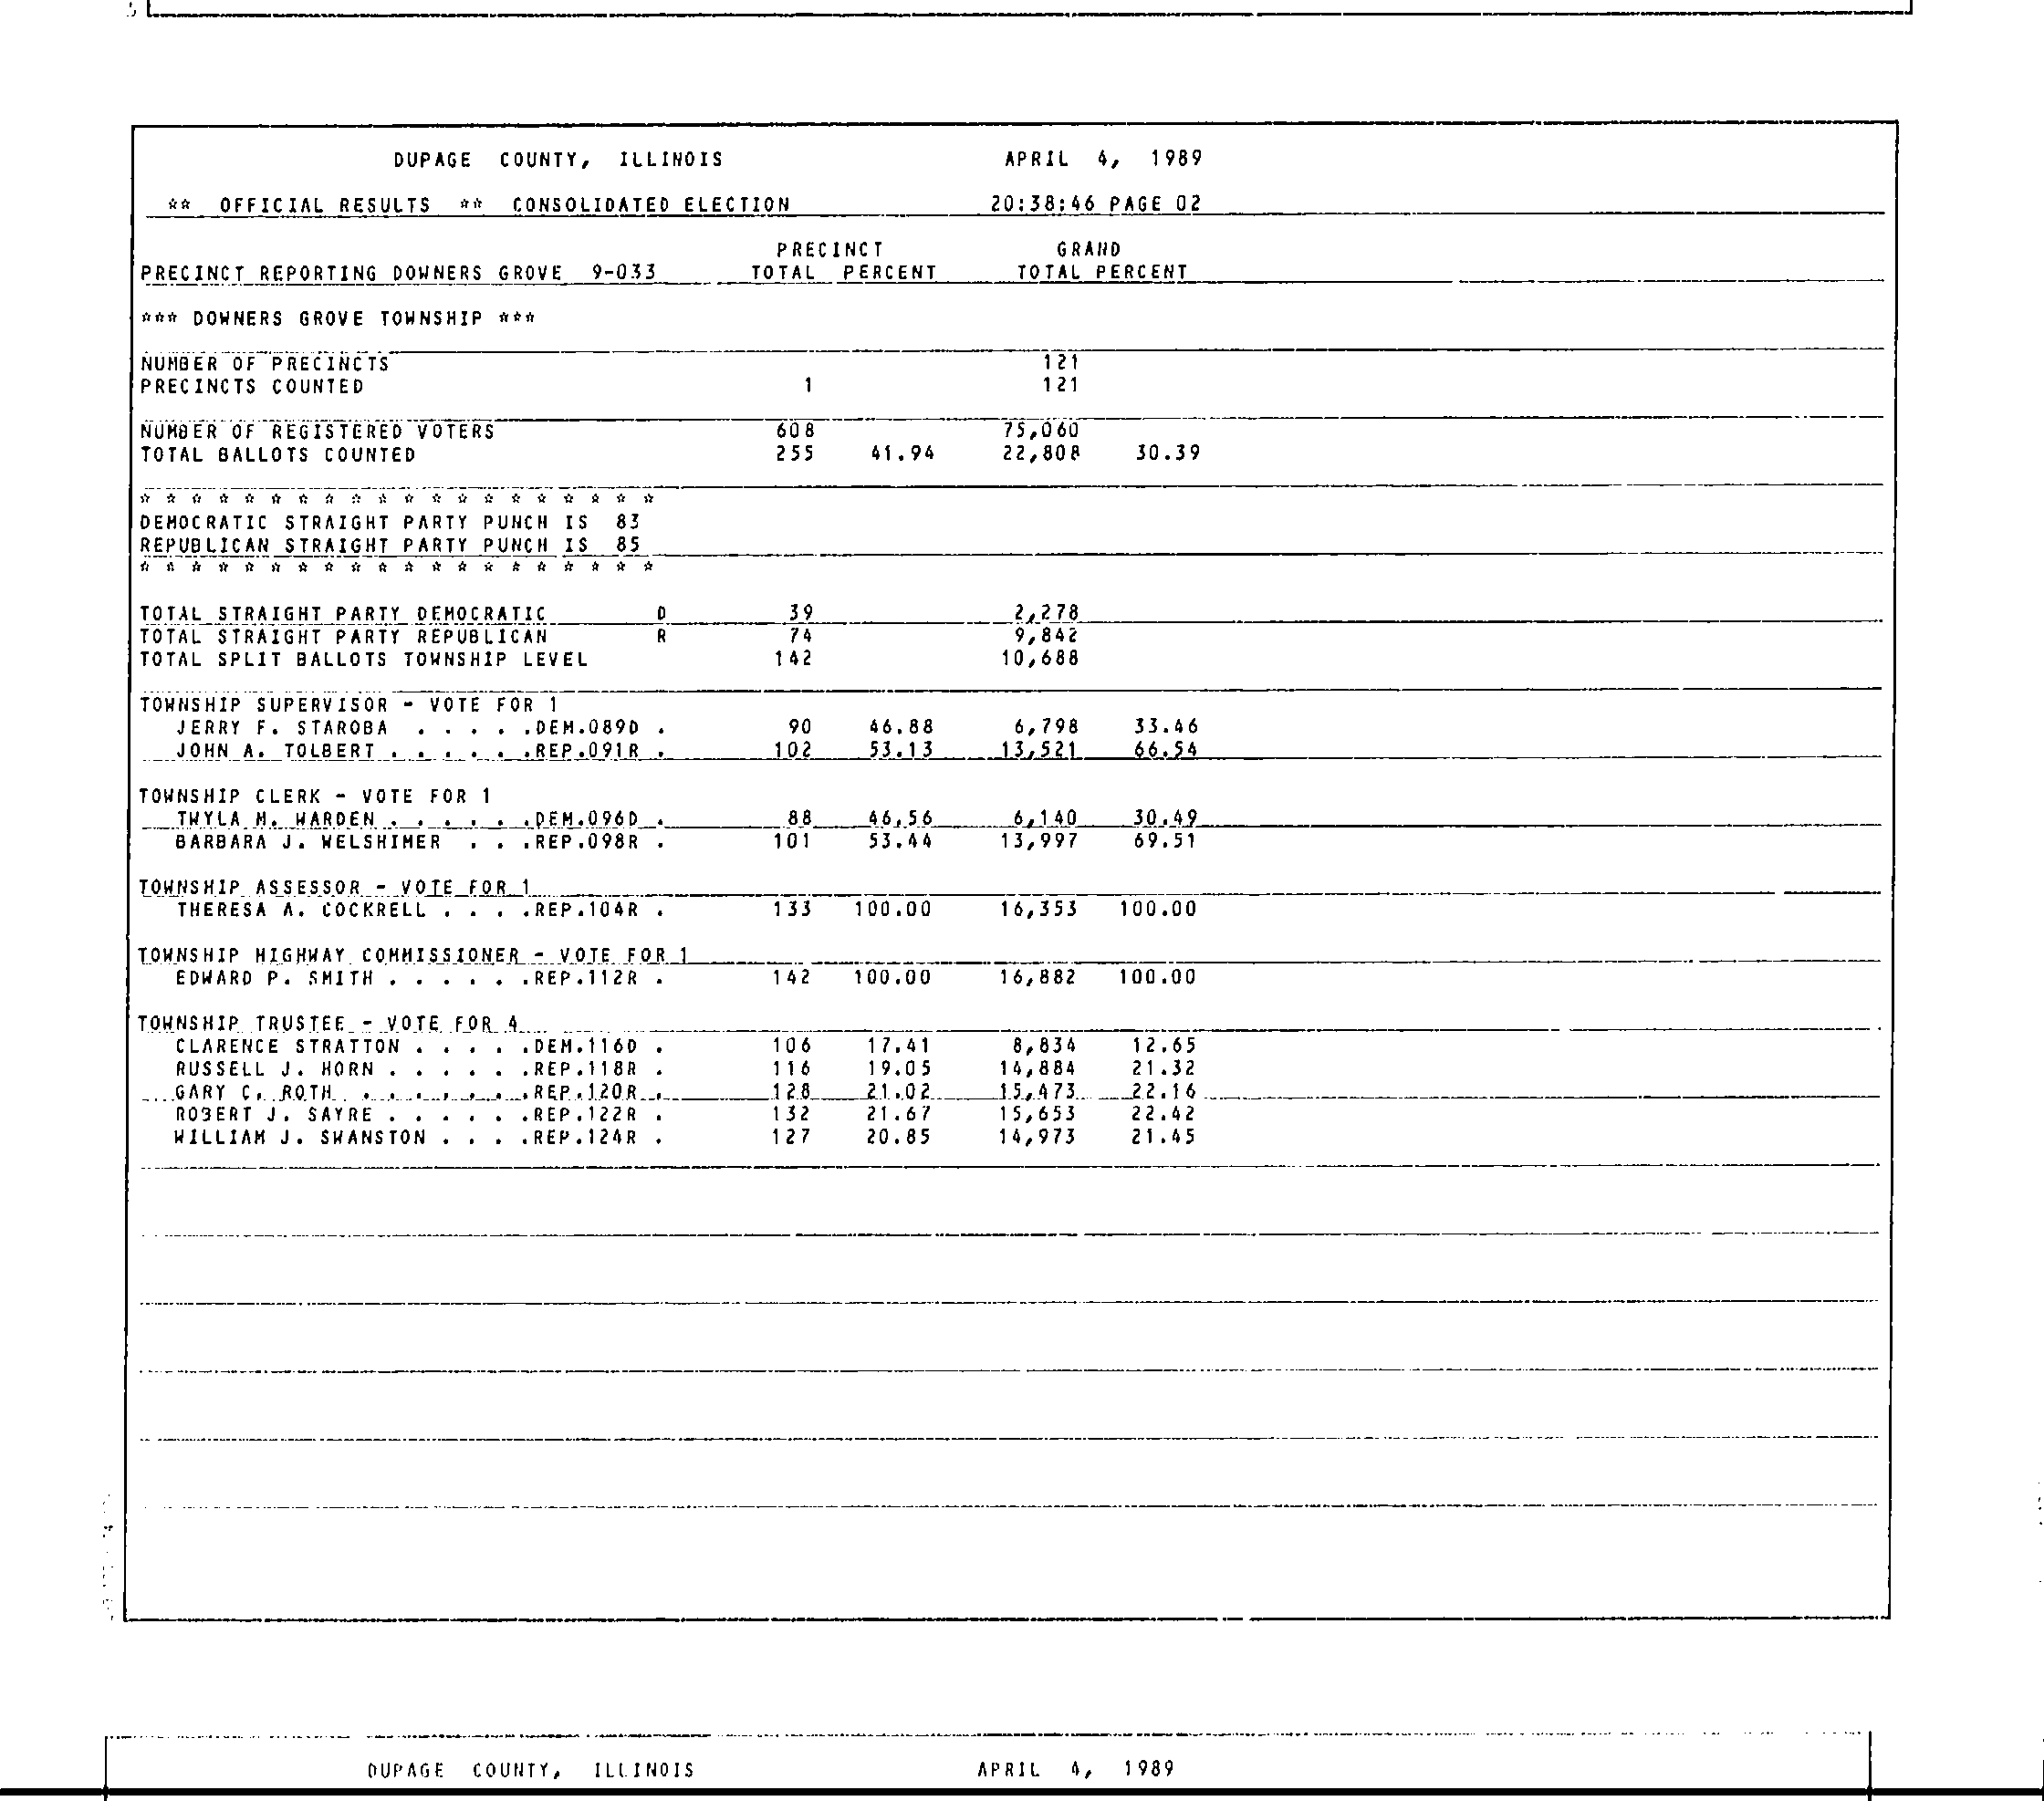 DUPAGE COUNTY, ILLINOIS APRIL 4, 1989
** OFFICIAL RESULTS ** CONSOLIDATED ELECTION 20:38:46 PAGE 02
PRECINCT GRAND
PRECINCT REPORTING DOWNERS GROVE 9-033 TOTAL PERCENT TOTAL PERCENT
*** DOWNERS GROVE TOWNSHIP ***
NUMBER OF PRECINCTS 121
PRECINCTS COUNTED 1 121
NUMBER OF REGISTERED VOTERS 608 75,060
TOTAL BALLOTS COUNTED 255 41.94 22,808 30.39
* * * * * * * * * * * * * * * * * * * *
DEMOCRATIC STRAIGHT PARTY PUNCH IS 83
REPUBLICAN STRAIGHT PARTY PUNCH IS 85
* * * * * * * * * * * * * * * * * * * *
TOTAL STRAIGHT PARTY DEMOCRATIC D 39 2,278
TOTAL STRAIGHT PARTY REPUBLICAN R 74 9,842
TOTAL SPLIT BALLOTS TOWNSHIP LEVEL 142 10,688
TOWNSHIP SUPERVISOR - VOTE FOR 1
JERRY F. STAROBA . . . . .DEM.089D . 90 46.88 6,798 33.46
JOHN A. TOLBERT . . . . . .REP.091R . 102 53.13 13,521 66.54
TOWNSHIP CLERK - VOTE FOR 1
TWYLA M. WARDEN . . . . . .DEM.096D . 88 46.56 6,140 30.49
BARBARA J. WELSHIMER . . .REP.098R . 101 53.44 13,997 69.51
TOWNSHIP ASSESSOR - VOTE FOR 1
THERESA A. COCKRELL . . . .REP.104R . 133 100.00 16,353 100.00
TOWNSHIP HIGHWAY COMMISSIONER - VOTE FOR 1
EDWARD P. SMITH . . . . . .REP.112R . 142 100.00 16,882 100.00
TOWNSHIP TRUSTEE - VOTE FOR 4
CLARENCE STRATTON . . . . .DEM.116D . 106 17.41 8,834 12.65
RUSSELL J. HORN . . . . . .REP.118R . 116 19.05 14,884 21.32
GARY C. ROTH . . . . . . .REP.120R . 128 21.02 15,473 22.16
ROBERT J. SAYRE . . . . . .REP.122R . 132 21.67 15,653 22.42
WILLIAM J. SWANSTON . . . .REP.124R . 127 20.85 14,973 21.45
DUPAGE COUNTY, ILLINOIS APRIL 4, 1989